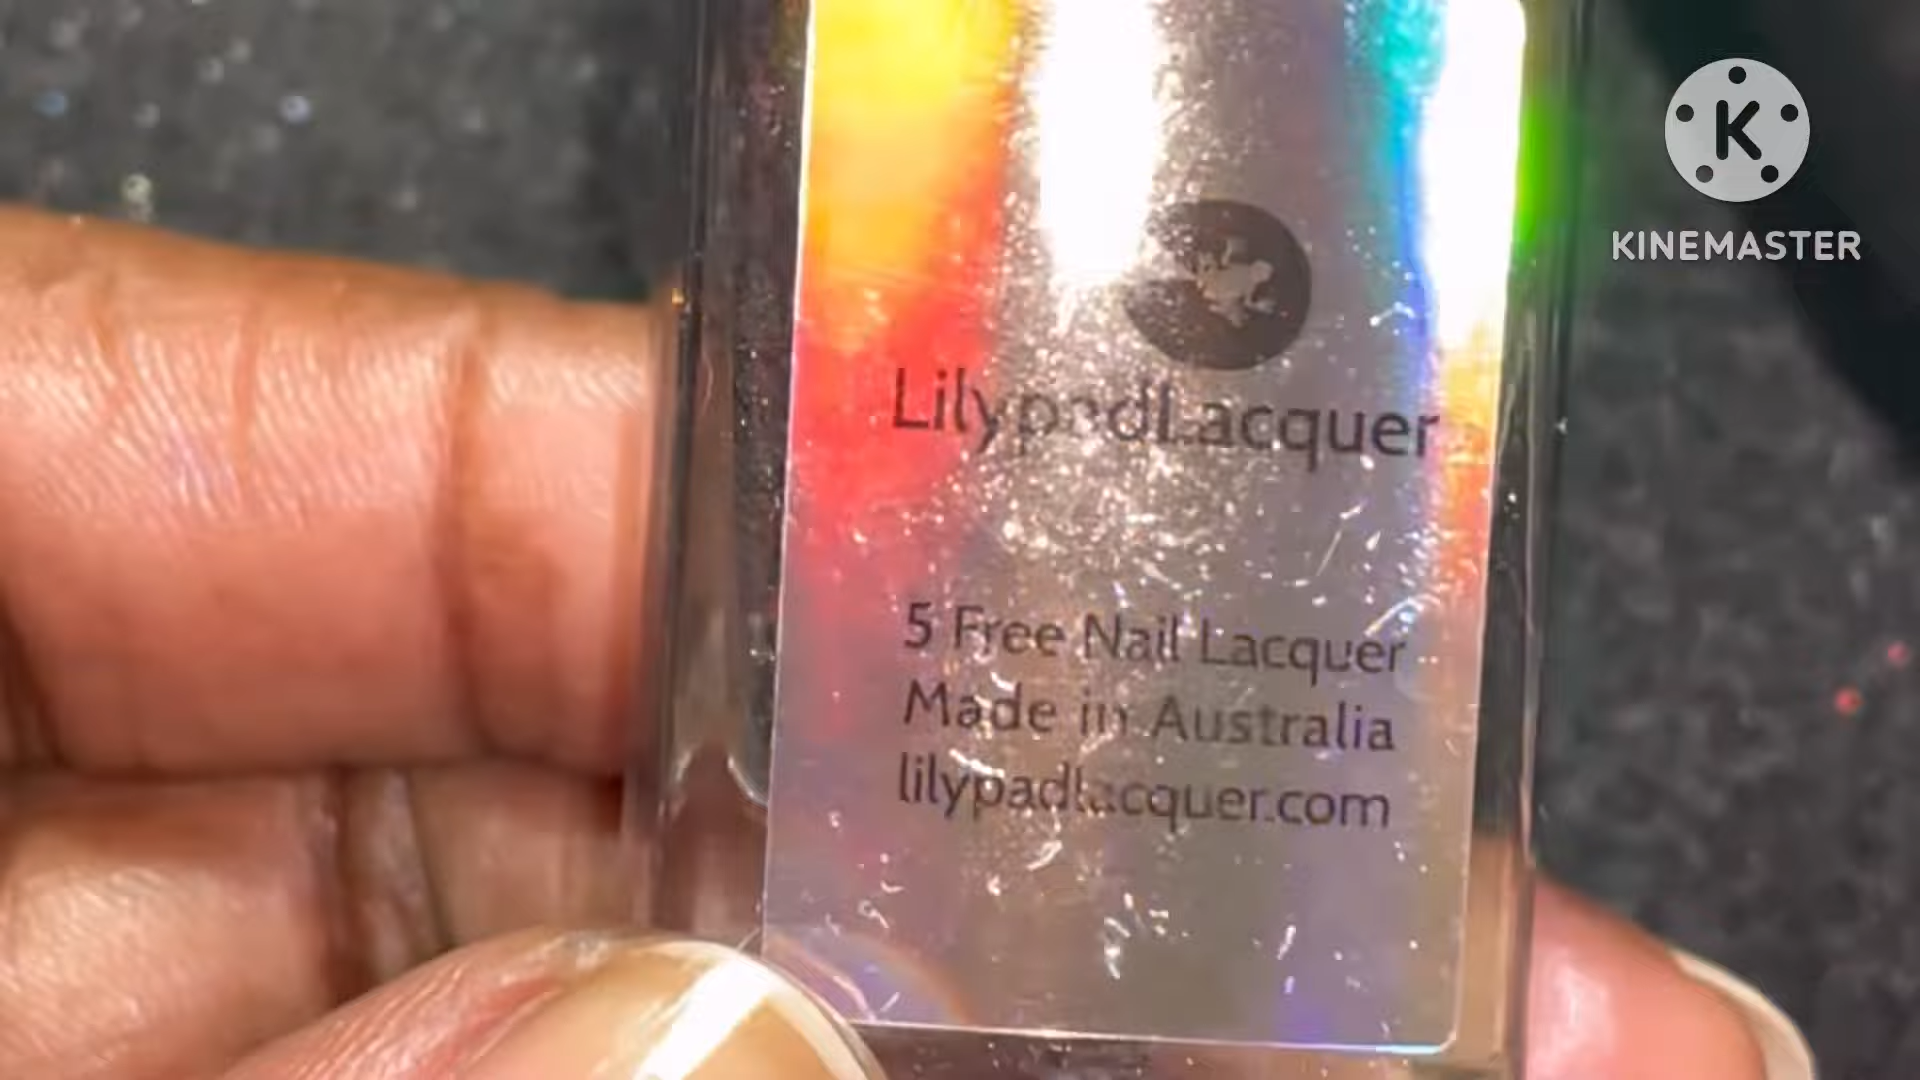 K
KINEMASTER
LilypadLacquer
5 Free Nail Lacquer
Made in Australia
lilypadlacquer.com